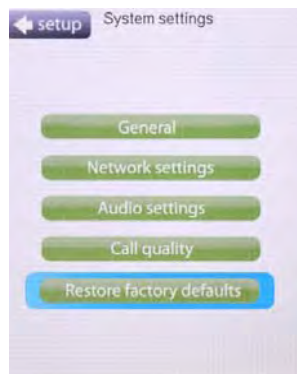 setup
System settings
General
Network settings
Audio settings
Call quality
Restore factory defaults